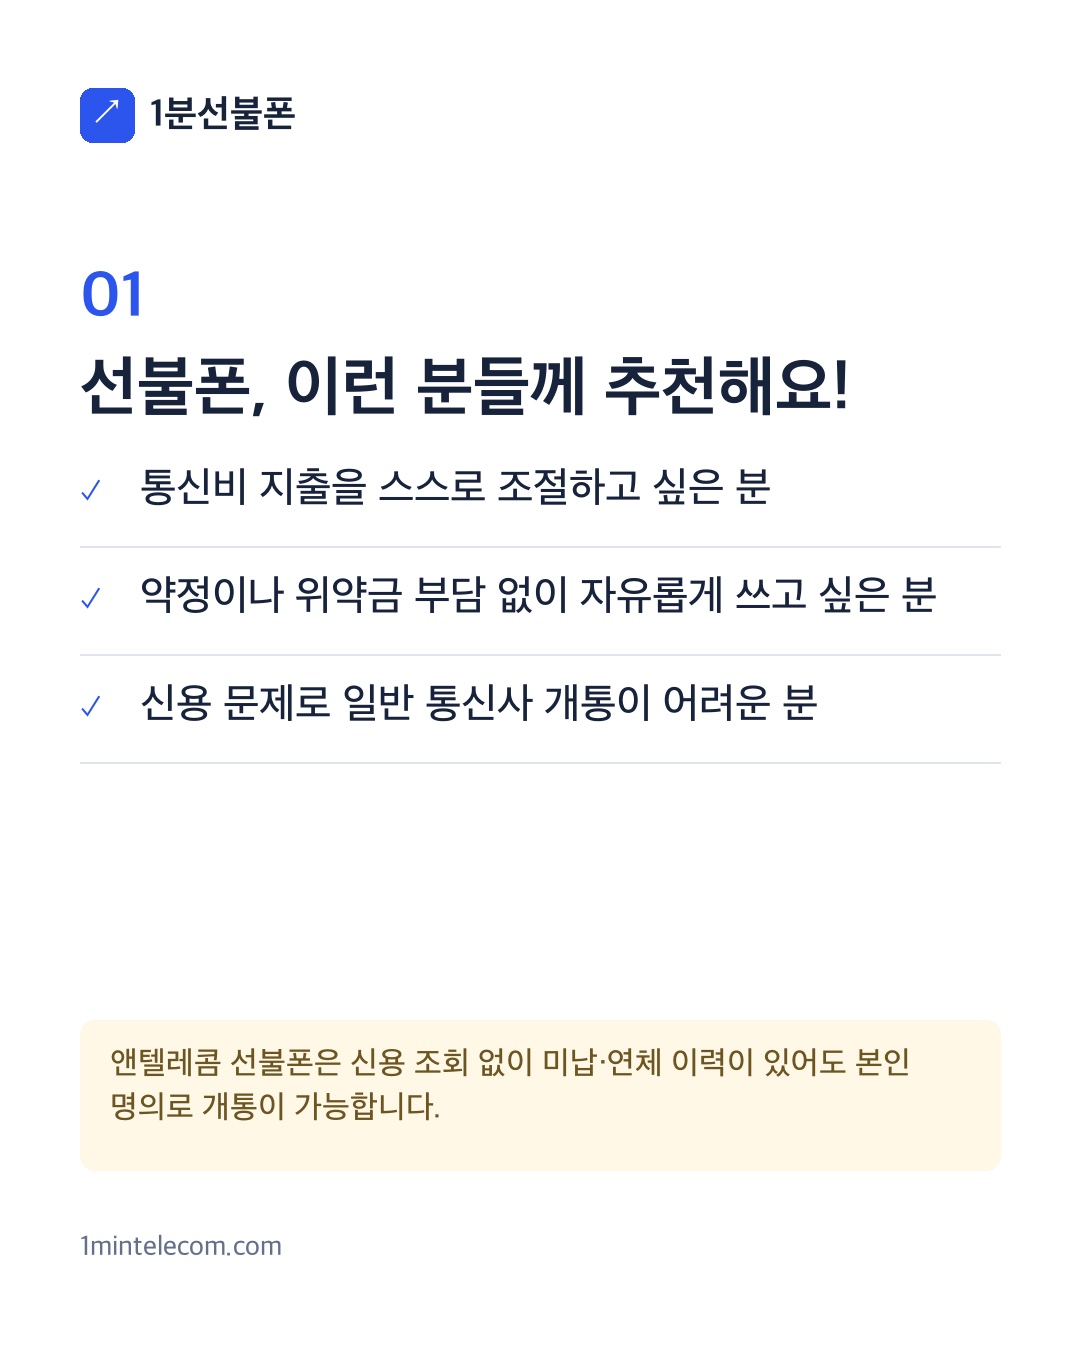 1분선불폰
01
선불폰, 이런 분들께 추천해요!
✓ 통신비 지출을 스스로 조절하고 싶은 분
✓ 약정이나 위약금 부담 없이 자유롭게 쓰고 싶은 분
✓ 신용 문제로 일반 통신사 개통이 어려운 분
앤텔레콤 선불폰은 신용 조회 없이 미납·연체 이력이 있어도 본인
명의로 개통이 가능합니다.
1mintelecom.com